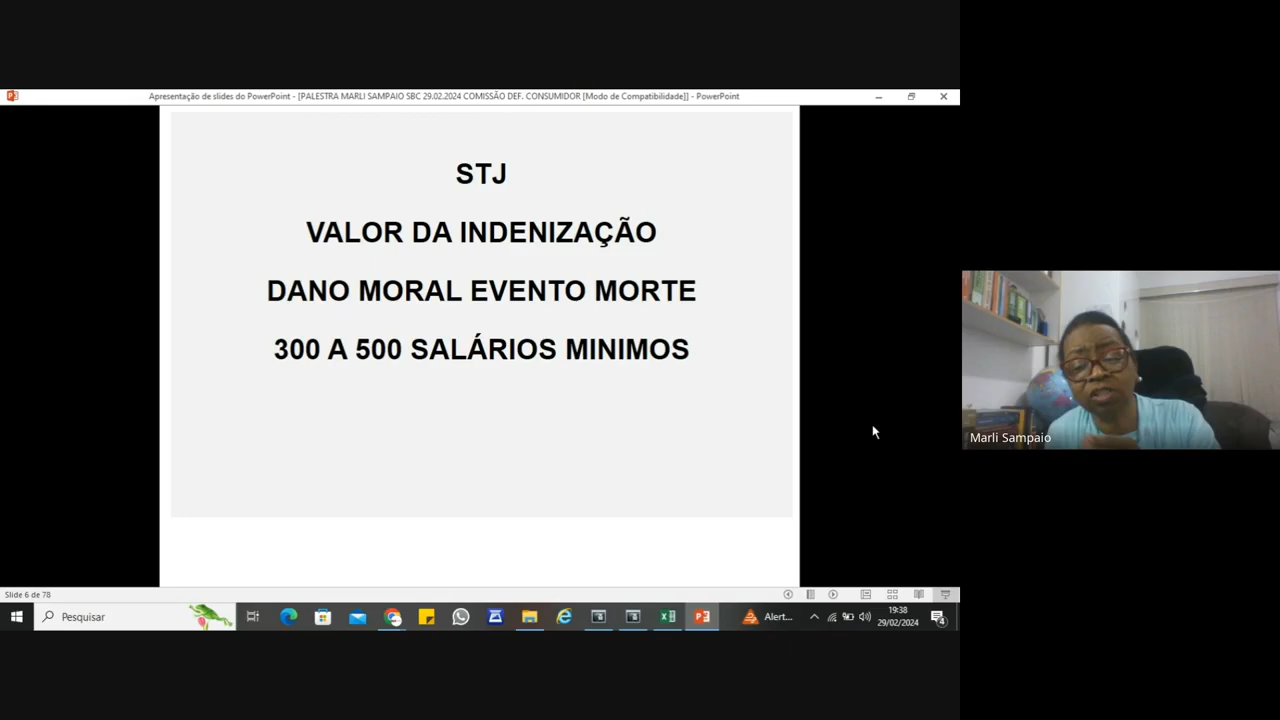 Apresentação de slides do PowerPoint - [PALESTRA MARLI SAMPAIO SBC 29.02.2024 COMISSÃO DEF. CONSUMIDOR [Modo de Compatibilidade]] - PowerPoint
STJ
VALOR DA INDENIZAÇÃO
DANO MORAL EVENTO MORTE
300 A 500 SALÁRIOS MINIMOS
Marli Sampaio
Slide 6 de 78
Pesquisar
Alert...
19:38
29/02/2024
4